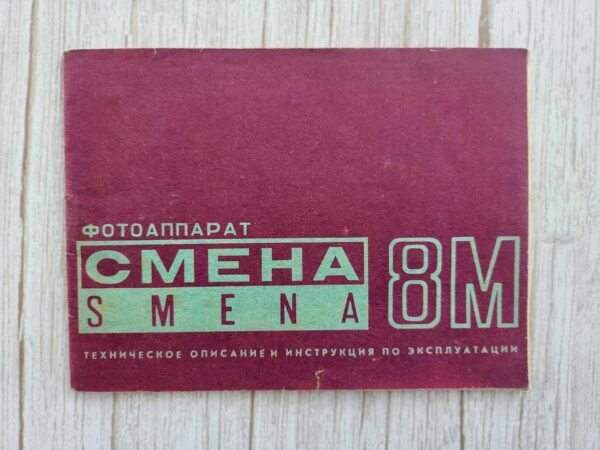 ФОТОАППАРАТ
СМЕНА
SMENA
8М
ТЕХНИЧЕСКОЕ ОПИСАНИЕ И ИНСТРУКЦИЯ ПО ЭКСПЛУАТАЦИИ